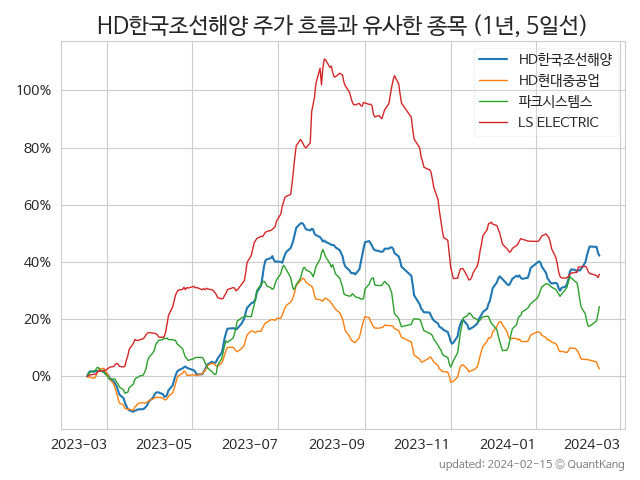 HD한국조선해양 주가 흐름과 유사한 종목 (1년, 5일선)
HD한국조선해양
HD현대중공업
파크시스템스
LS ELECTRIC
100%
80%
60%
40%
20%
0%
2023-03 2023-05 2023-07 2023-09 2023-11 2024-01 2024-03
updated: 2024-02-15 © QuantKang